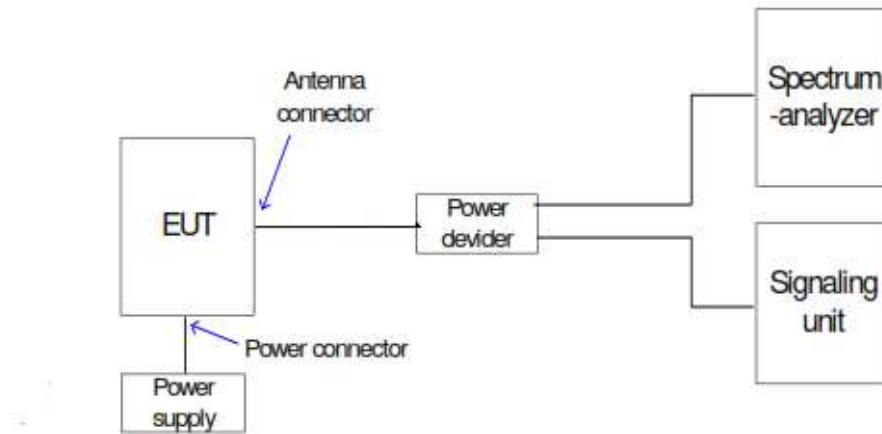 Spectrum
-analyzer
Antenna
connector
EUT
Power
devider
Signaling
unit
Power connector
Power
supply